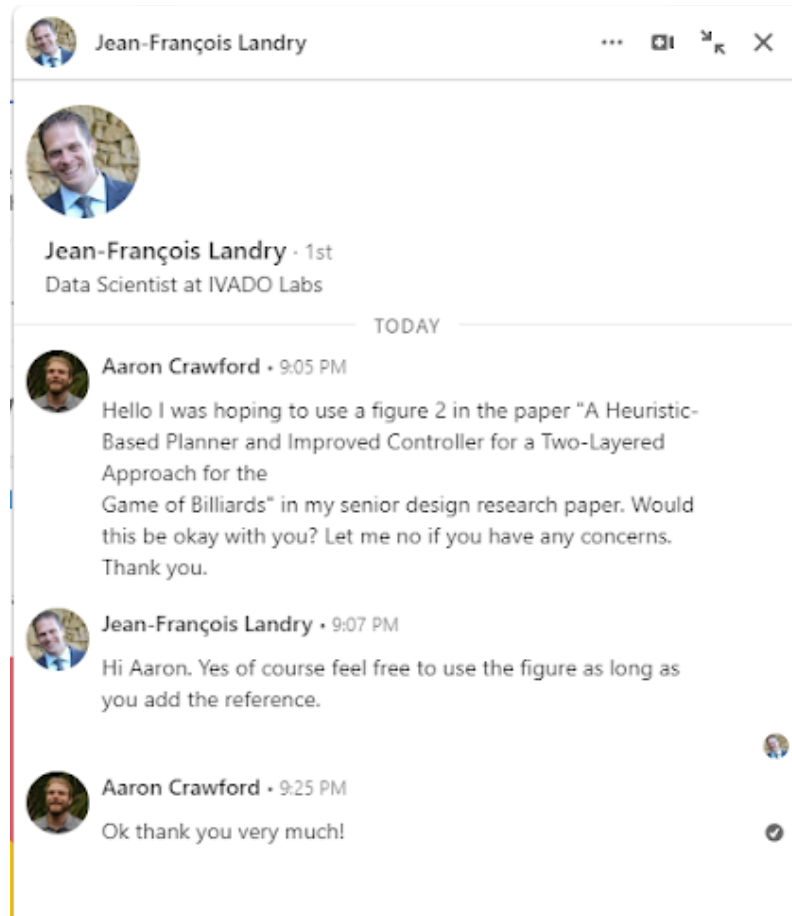 Jean-François Landry
Jean-François Landry · 1st
Data Scientist at IVADO Labs
TODAY
Aaron Crawford • 9:05 PM
Hello I was hoping to use a figure 2 in the paper "A Heuristic-
Based Planner and Improved Controller for a Two-Layered
Approach for the
Game of Billiards" in my senior design research paper. Would
this be okay with you? Let me no if you have any concerns.
Thank you.
Jean-François Landry • 9:07 PM
Hi Aaron. Yes of course feel free to use the figure as long as
you add the reference.
Aaron Crawford • 9:25 PM
Ok thank you very much!